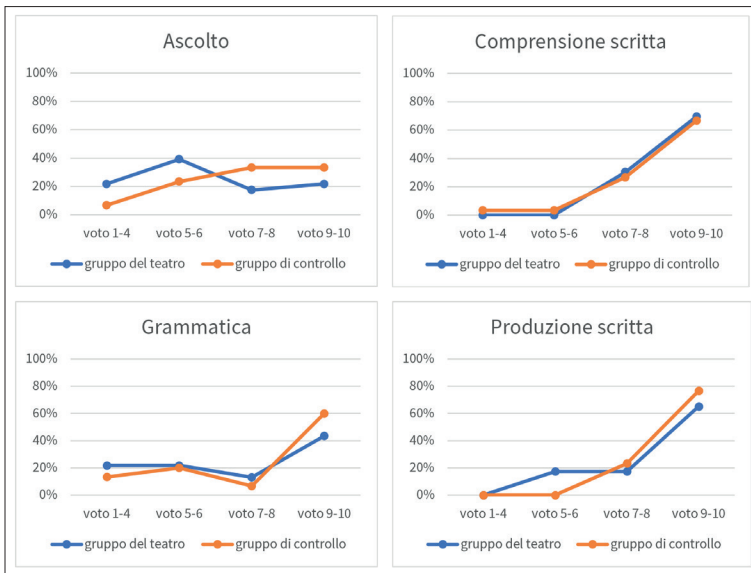 Ascolto
100%
80%
60%
40%
20%
0%
voto 1-4 voto 5-6 voto 7-8 voto 9-10
gruppo del teatro gruppo di controllo
Comprensione scritta
100%
80%
60%
40%
20%
0%
voto 1-4 voto 5-6 voto 7-8 voto 9-10
gruppo del teatro gruppo di controllo
Grammatica
100%
80%
60%
40%
20%
0%
voto 1-4 voto 5-6 voto 7-8 voto 9-10
gruppo del teatro gruppo di controllo
Produzione scritta
100%
80%
60%
40%
20%
0%
voto 1-4 voto 5-6 voto 7-8 voto 9-10
gruppo del teatro gruppo di controllo